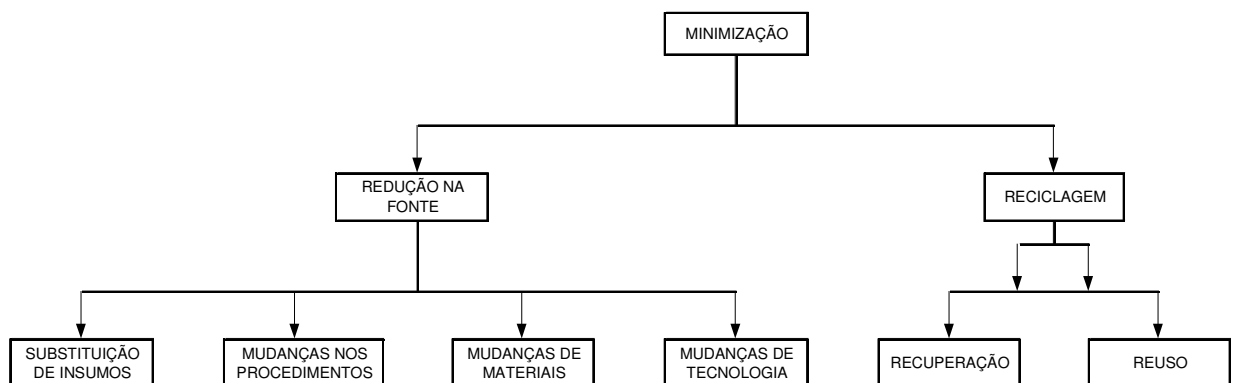 MINIMIZAÇÃO
REDUÇÃO NA
FONTE
RECICLAGEM
SUBSTITUIÇÃO
DE INSUMOS
MUDANÇAS NOS
PROCEDIMENTOS
MUDANÇAS DE
MATERIAIS
MUDANÇAS DE
TECNOLOGIA
RECUPERAÇÃO
REUSO